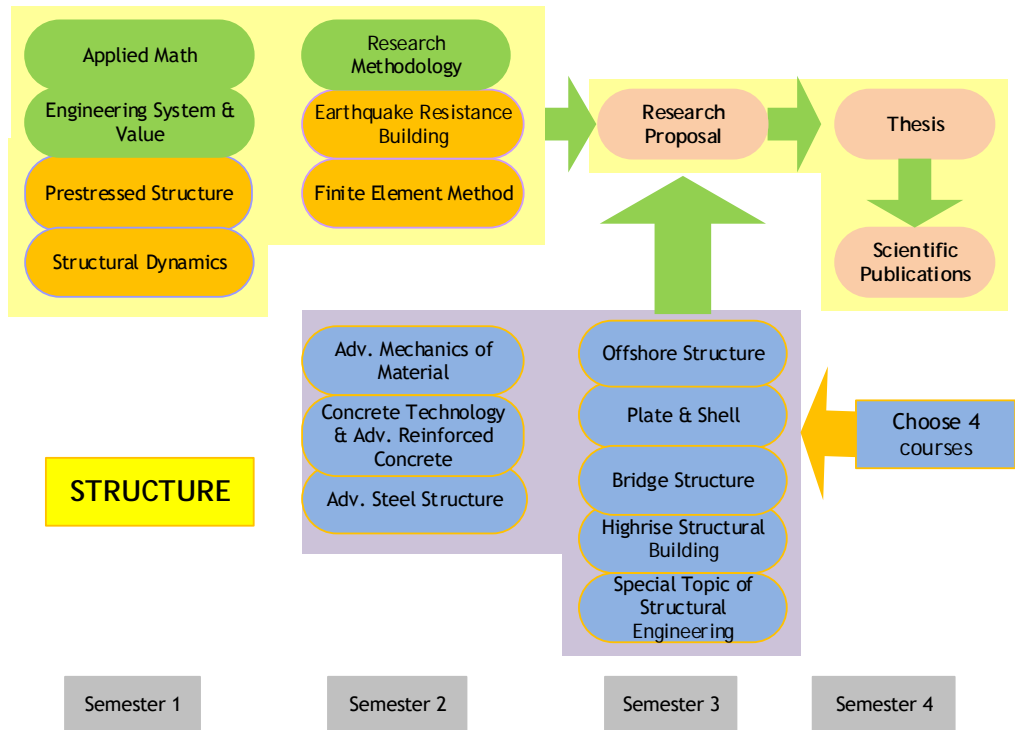 Applied Math
Engineering System &
Value
Prestressed Structure
Structural Dynamics
Research
Methodology
Earthquake Resistance
Building
Finite Element Method
Research
Proposal
Thesis
Scientific
Publications
Adv. Mechanics of
Material
Concrete Technology
& Adv. Reinforced
Concrete
Adv. Steel Structure
Offshore Structure
Plate & Shell
Bridge Structure
Highrise Structural
Building
Special Topic of
Structural
Engineering
Choose 4
courses
STRUCTURE
Semester 1
Semester 2
Semester 3
Semester 4